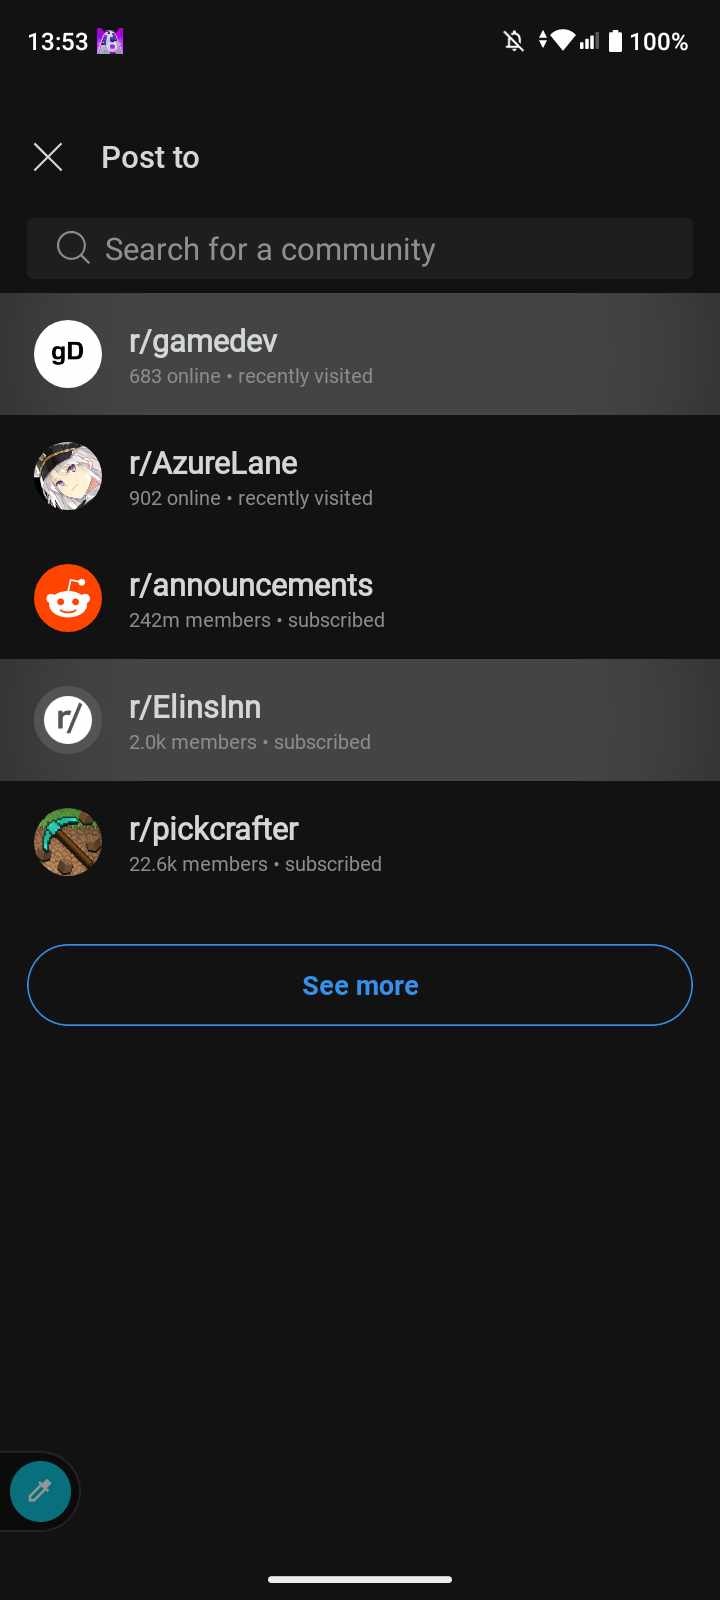 13:53
100%
Post to
Search for a community
gD
r/gamedev
683 online • recently visited
r/AzureLane
902 online • recently visited
r/announcements
242m members • subscribed
r/
r/ElinsInn
2.0k members • subscribed
r/pickcrafter
22.6k members • subscribed
See more